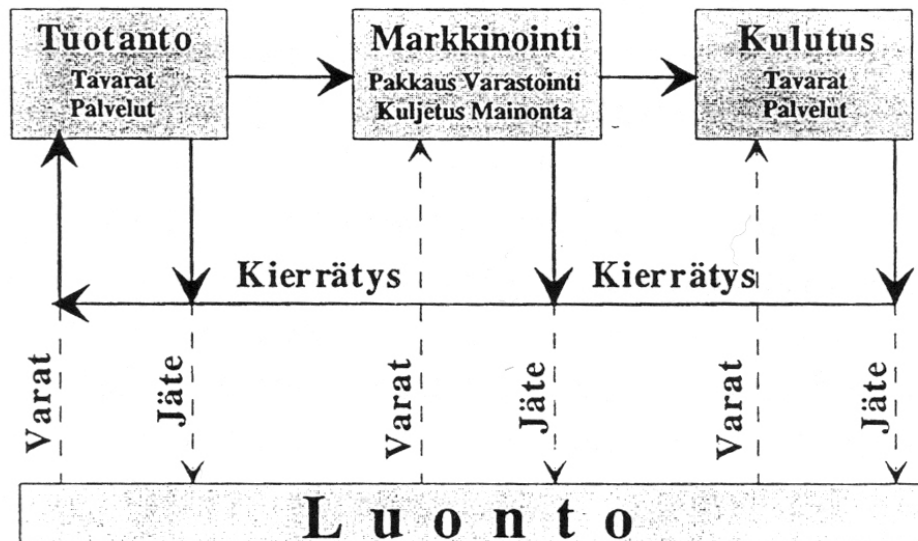 Tuotanto
Tavarat
Palvelut
Markkinointi
Pakkaus Varastointi
Kuljetus Mainonta
Kulutus
Tavarat
Palvelut
Kierrätys
Kierrätys
Varat
Jäte
Varat
Jäte
Varat
Jäte
Luonto